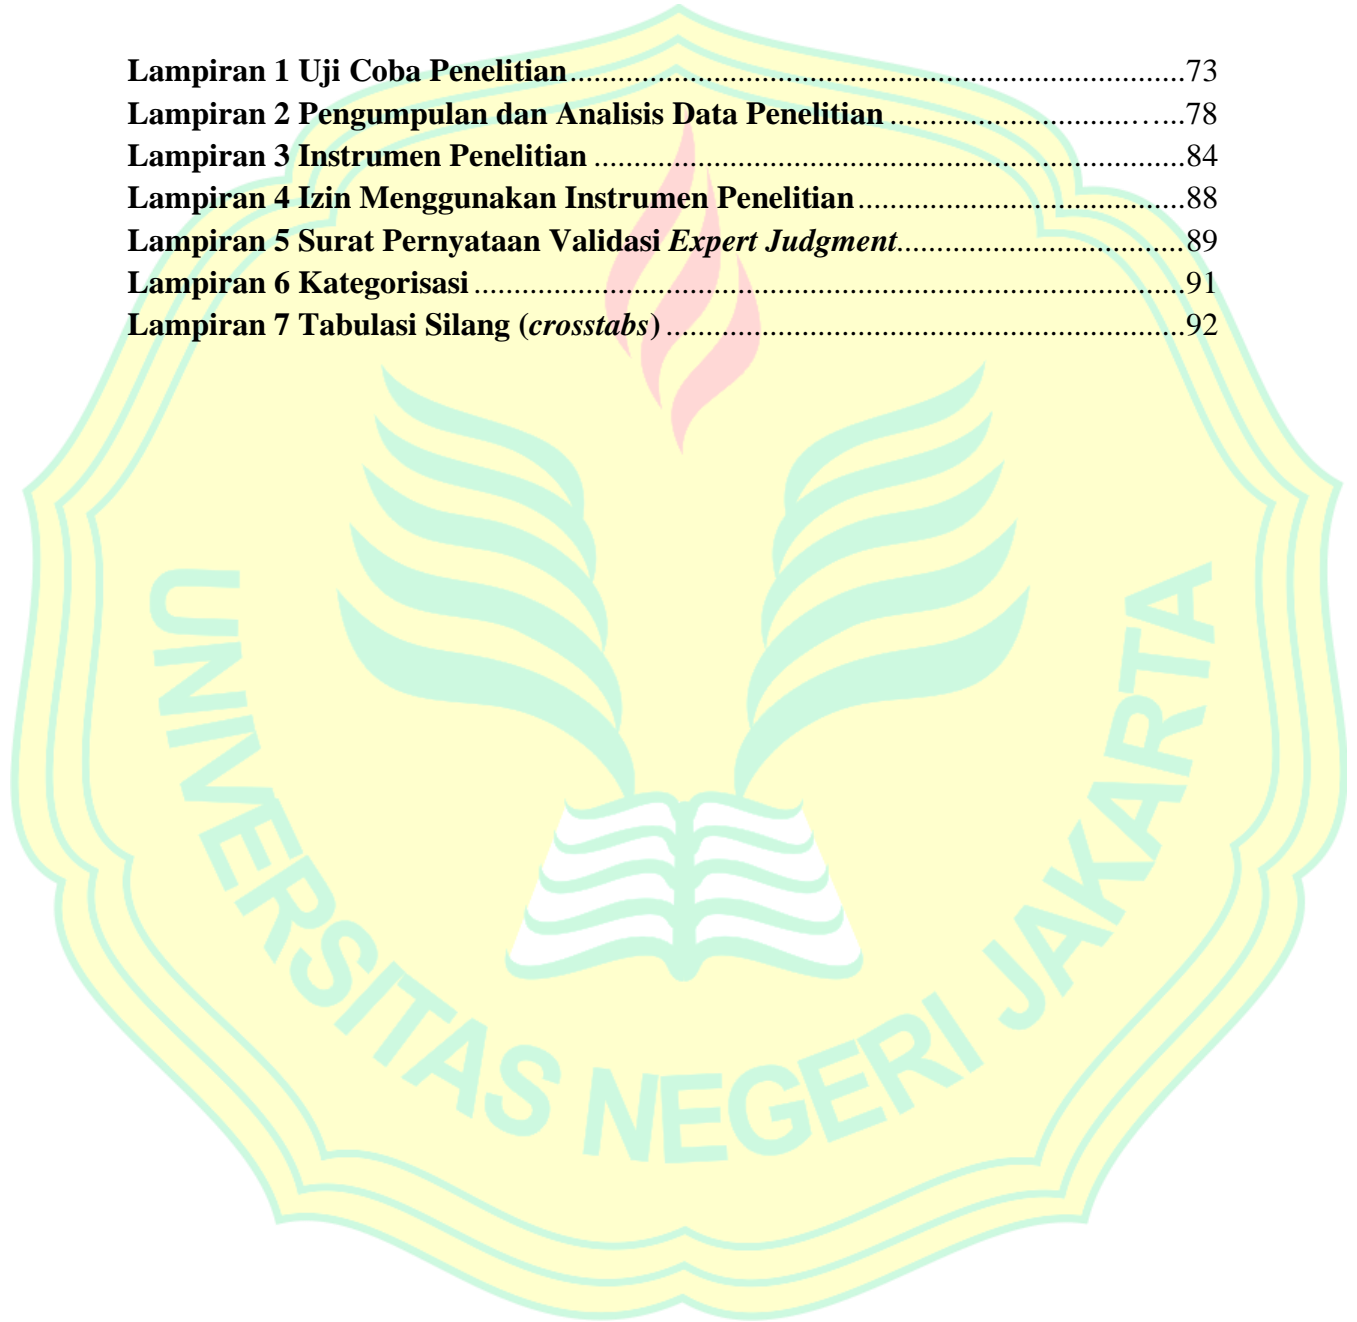 Lampiran 1 Uji Coba Penelitian..............................................................................73
Lampiran 2 Pengumpulan dan Analisis Data Penelitian ..............................…...78
Lampiran 3 Instrumen Penelitian ...........................................................................84
Lampiran 4 Izin Menggunakan Instrumen Penelitian.........................................88
Lampiran 5 Surat Pernyataan Validasi Expert Judgment....................................89
Lampiran 6 Kategorisasi..........................................................................................91
Lampiran 7 Tabulasi Silang (crosstabs) ..................................................................92
UNIVERSITAS NEGERI JAKARTA